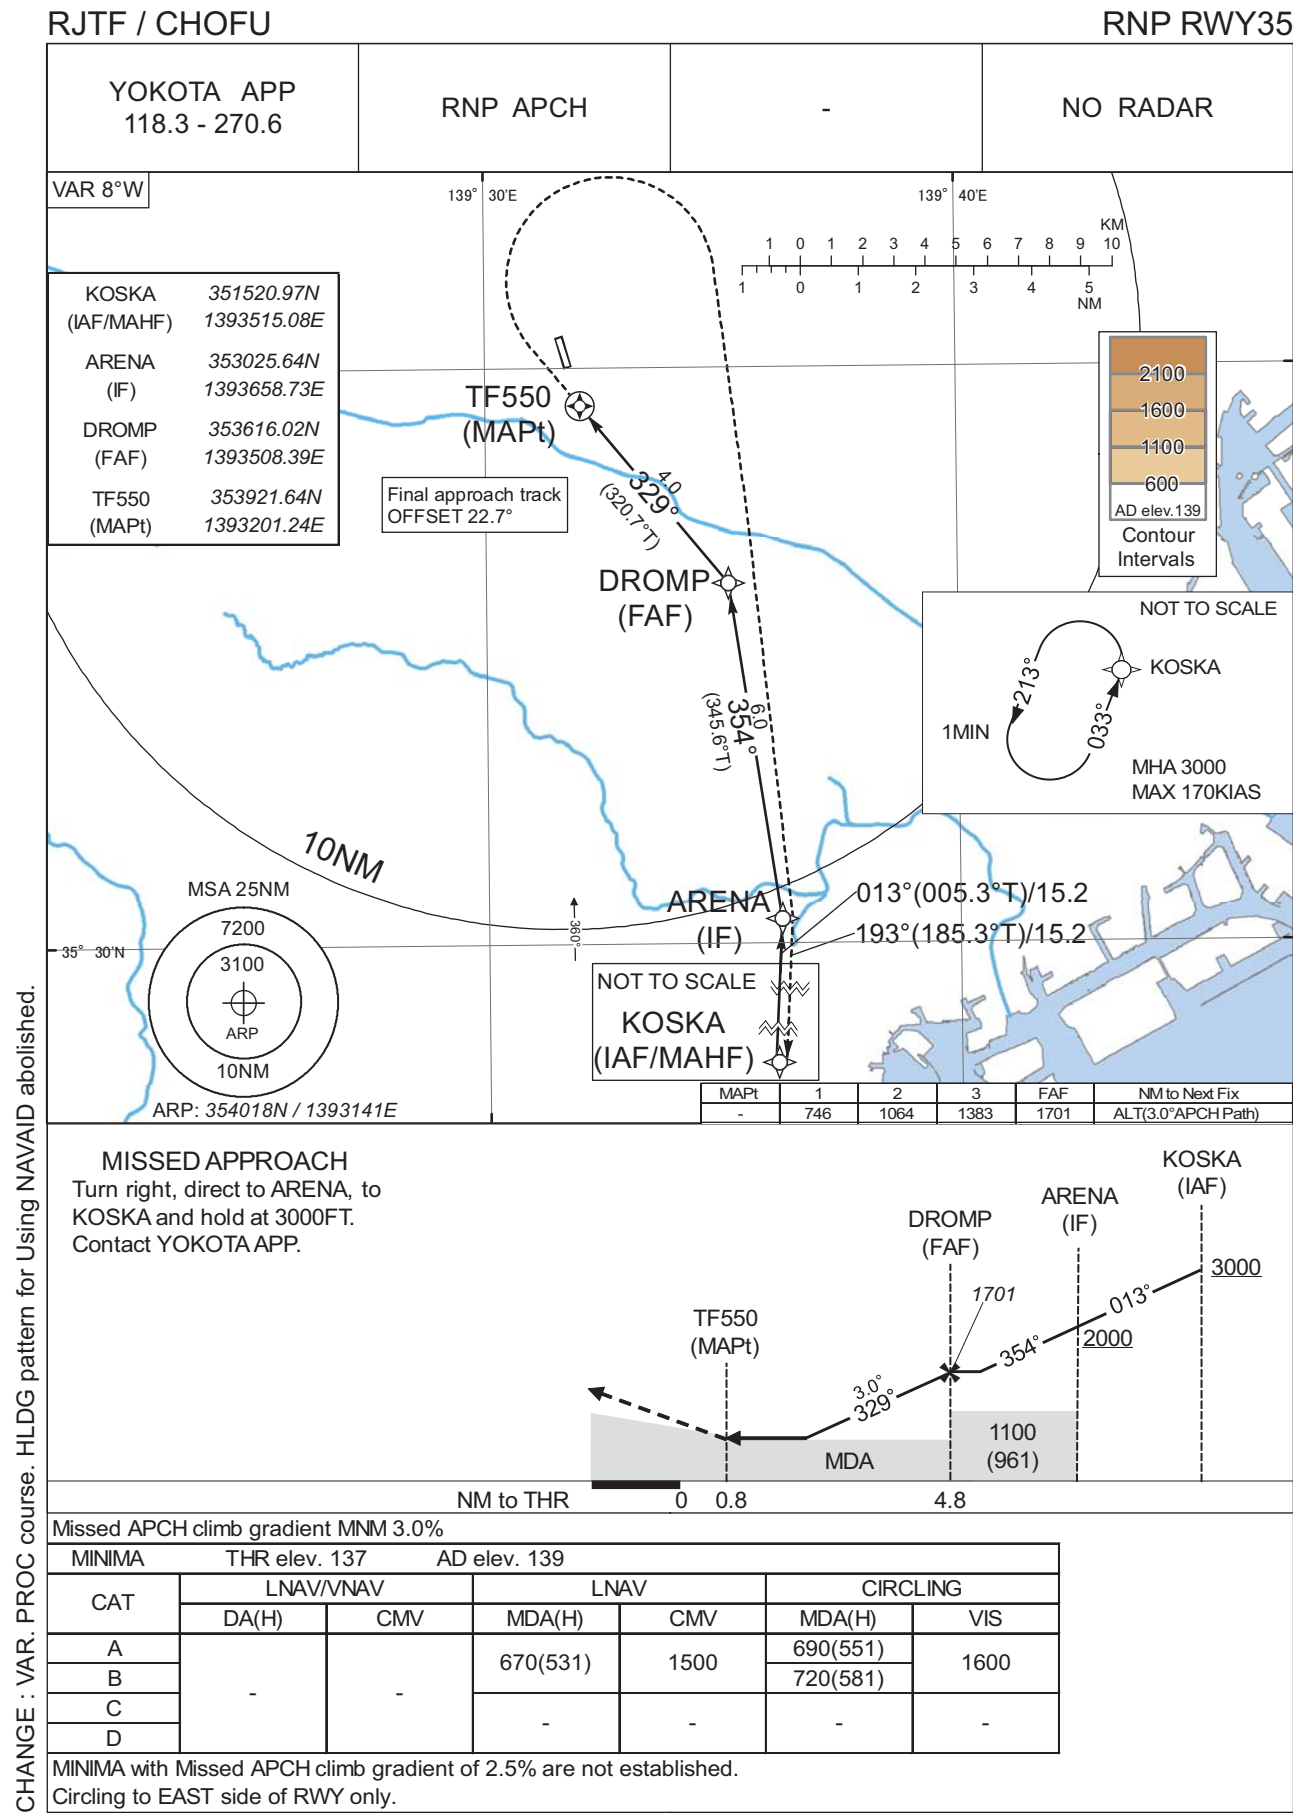 RJTF / CHOFU
RNP RWY35
YOKOTA APP
118.3 - 270.6
RNP APCH
-
NO RADAR
VAR 8°W
139° 30'E
139° 40'E
KM
1 0 1 2 3 4 5 6 7 8 9 10
1 0 1 2 3 4 5
NM
KOSKA 351520.97N
(IAF/MAHF) 1393515.08E
ARENA 353025.64N
(IF) 1393658.73E
DROMP 353616.02N
(FAF) 1393508.39E
TF550 353921.64N
(MAPt) 1393201.24E
2100
1600
1100
600
AD elev.139
Contour
Intervals
TF550
(MAPt)
Final approach track
OFFSET 22.7°
4.0
329°
(320.7°T)
DROMP
(FAF)
6.0
354°
(345.6°T)
NOT TO SCALE
KOSKA
213°
033°
1MIN
MHA 3000
MAX 170KIAS
10NM
MSA 25NM
7200
3100
ARP
10NM
ARP: 354018N / 1393141E
35° 30'N
360°
ARENA
(IF)
013°(005.3°T)/15.2
193°(185.3°T)/15.2
NOT TO SCALE
KOSKA
(IAF/MAHF)
MAPt 1 2 3 FAF NM to Next Fix
- 746 1064 1383 1701 ALT(3.0°APCH Path)
MISSED APPROACH
Turn right, direct to ARENA, to
KOSKA and hold at 3000FT.
Contact YOKOTA APP.
KOSKA
(IAF)
ARENA
(IF)
DROMP
(FAF)
TF550
(MAPt)
3000
013°
2000
354°
1701
3.0°
329°
MDA
1100
(961)
NM to THR 0 0.8 4.8
Missed APCH climb gradient MNM 3.0%
MINIMA THR elev. 137 AD elev. 139
CAT LNAV/VNAV LNAV CIRCLING
DA(H) CMV MDA(H) CMV MDA(H) VIS
A - - 670(531) 1500 690(551) 1600
B 720(581)
C - - - -
D
MINIMA with Missed APCH climb gradient of 2.5% are not established.
Circling to EAST side of RWY only.
CHANGE : VAR. PROC course. HLDG pattern for Using NAVAID abolished.